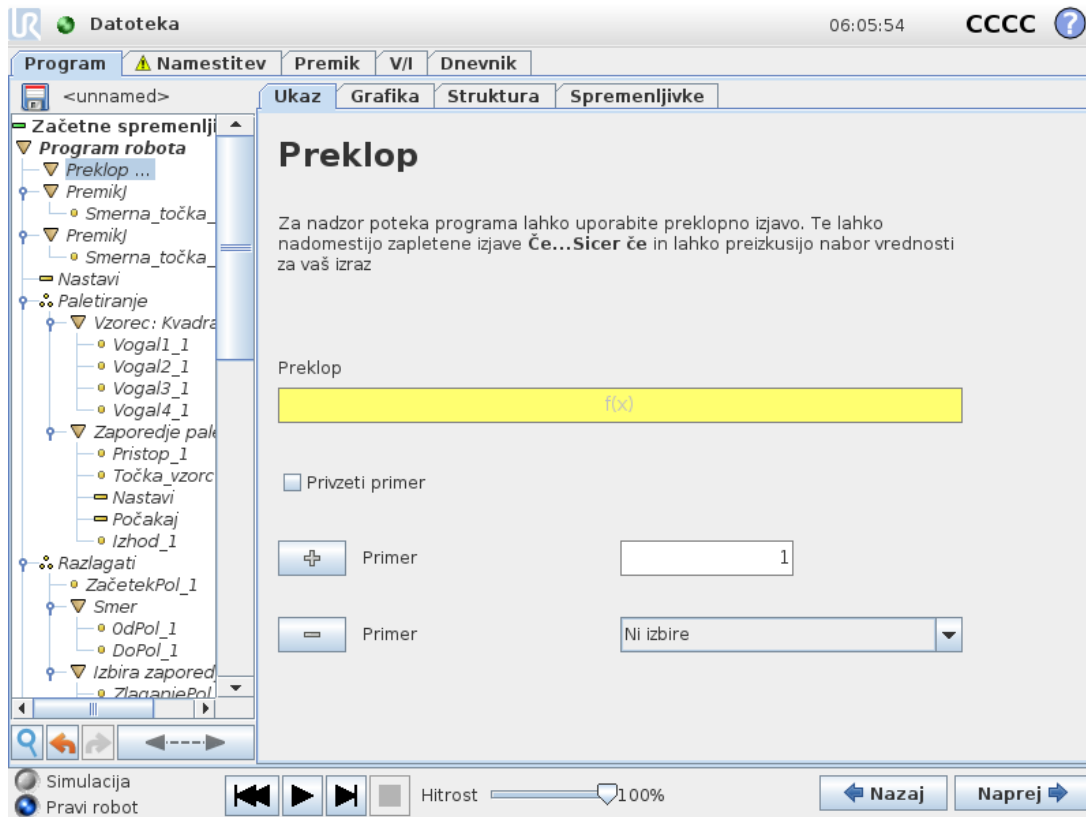 UR Datoteka 06:05:54 CCCC ?
Program Namestitev Premik V/I Dnevnik
<unnamed> Ukaz Grafika Struktura Spremenljivke
Začetne spremenlji
Program robota
Preklop ...
PremikJ
Smerna_točka_
PremikJ
Smerna_točka_
Nastavi
Paletiranje
Vzorec: Kvadra
Vogal1_1
Vogal2_1
Vogal3_1
Vogal4_1
Zaporedje pale
Pristop_1
Točka_vzorc
Nastavi
Počakaj
Izhod_1
Razlagati
ZačetekPol_1
Smer
OdPol_1
DoPol_1
Izbira zapored
ZlaganjePol
Preklop
Za nadzor poteka programa lahko uporabite preklopno izjavo. Te lahko
nadomestijo zapletene izjave Če...Sicer če in lahko preizkusijo nabor vrednosti
za vaš izraz
Preklop
f(x)
Privzeti primer
Primer 1
Primer Ni izbire
Simulacija
Pravi robot
Hitrost 100%
Nazaj Naprej